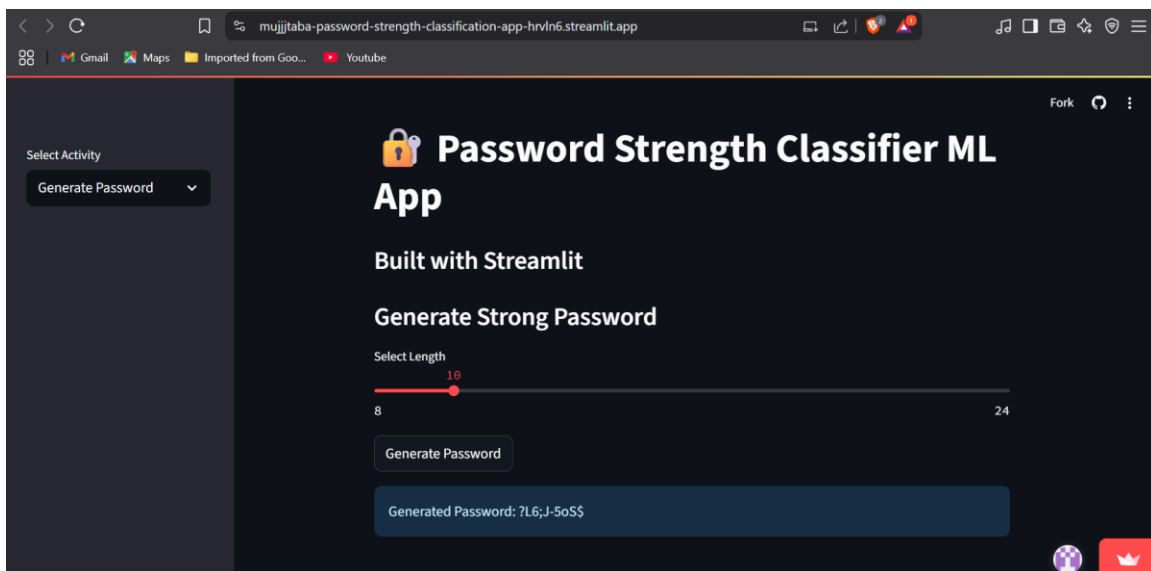 mujjjtaba-password-strength-classification-app-hrvln6.streamlit.app
Gmail Maps Imported from Goo... Youtube
Fork
Select Activity
Generate Password
Password Strength Classifier ML
App
Built with Streamlit
Generate Strong Password
Select Length
10
8 24
Generate Password
Generated Password: ?L6;J-5oS$